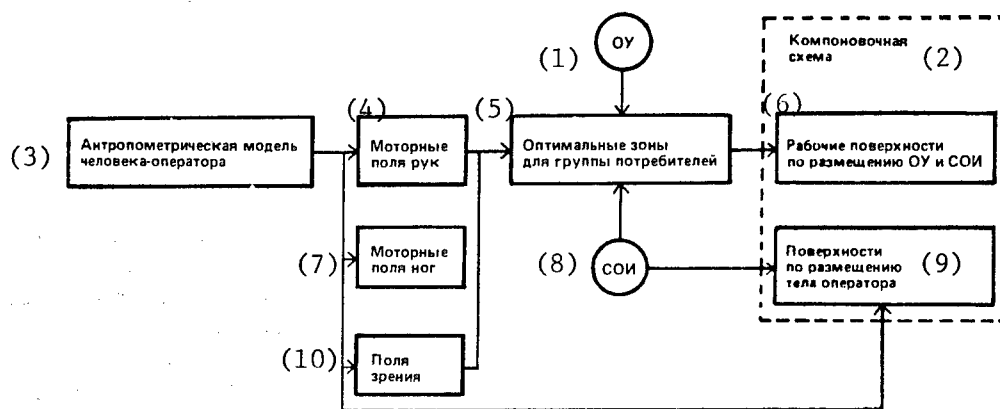 ОУ
(1)
Компоновочная
схема
(2)
(3)
Антропометрическая модель
человека-оператора
(4)
Моторные
поля рук
(5)
Оптимальные зоны
для группы потребителей
(6)
Рабочие поверхности
по размещению ОУ и СОИ
(7)
Моторные
поля ног
(8)
СОИ
Поверхности
по размещению
тела оператора
(9)
(10)
Поля
зрения